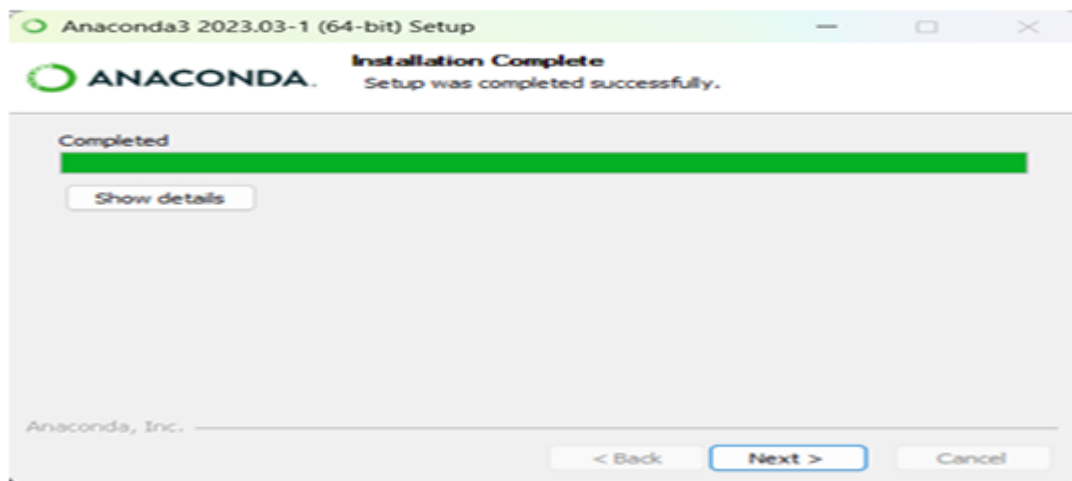 Anaconda3 2023.03-1 (64-bit) Setup
ANACONDA.
Installation Complete
Setup was completed successfully.
Completed
Show details
Anaconda, Inc.
< Back
Next >
Cancel